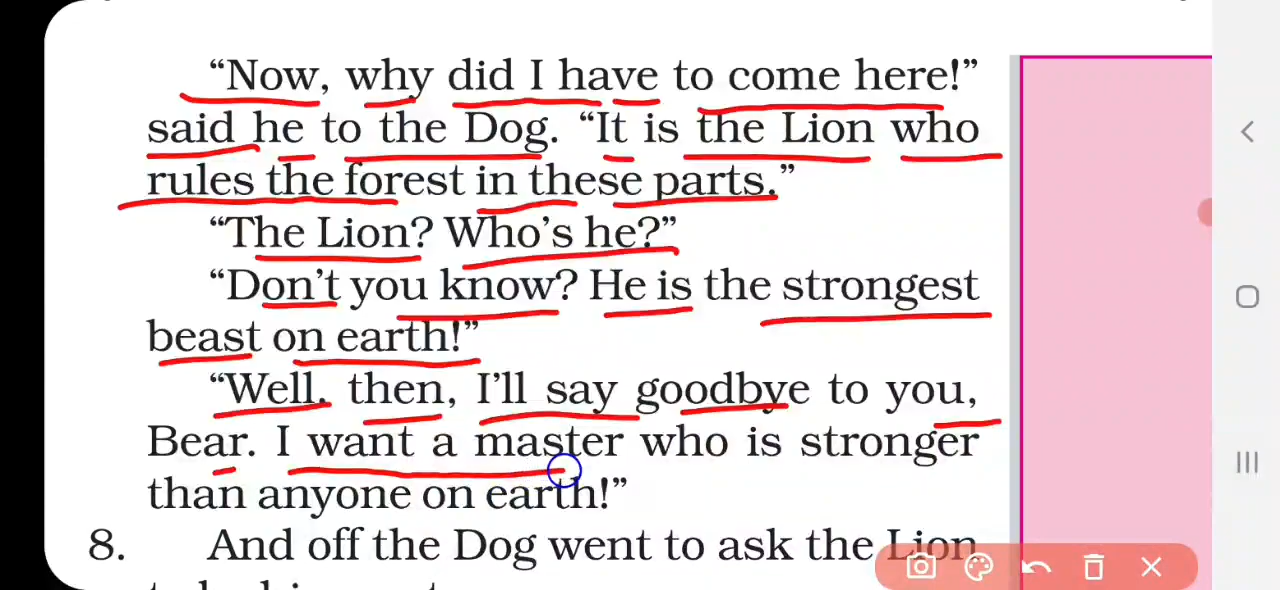 “Now, why did I have to come here!”
said he to the Dog. “It is the Lion who
rules the forest in these parts.”
“The Lion? Who’s he?”
“Don’t you know? He is the strongest
beast on earth!”
“Well, then, I’ll say goodbye to you,
Bear. I want a master who is stronger
than anyone on earth!”
8. And off the Dog went to ask the Lion